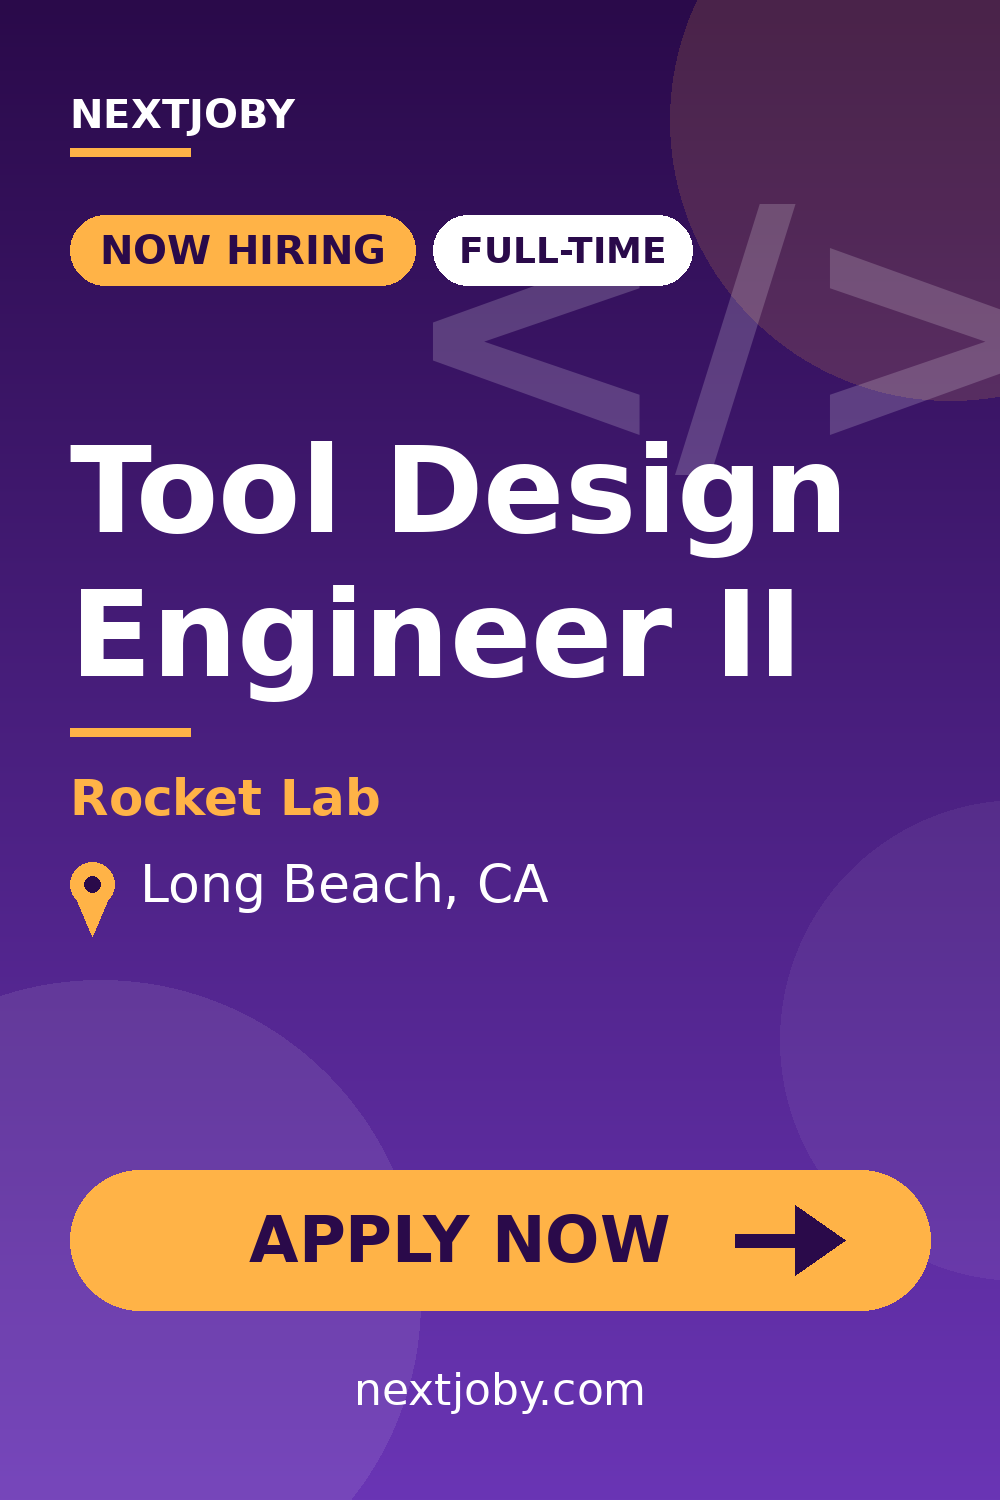 NEXTJOBY
NOW HIRING
FULL-TIME
</>
Tool Design
Engineer II
Rocket Lab
Long Beach, CA
APPLY NOW
nextjoby.com